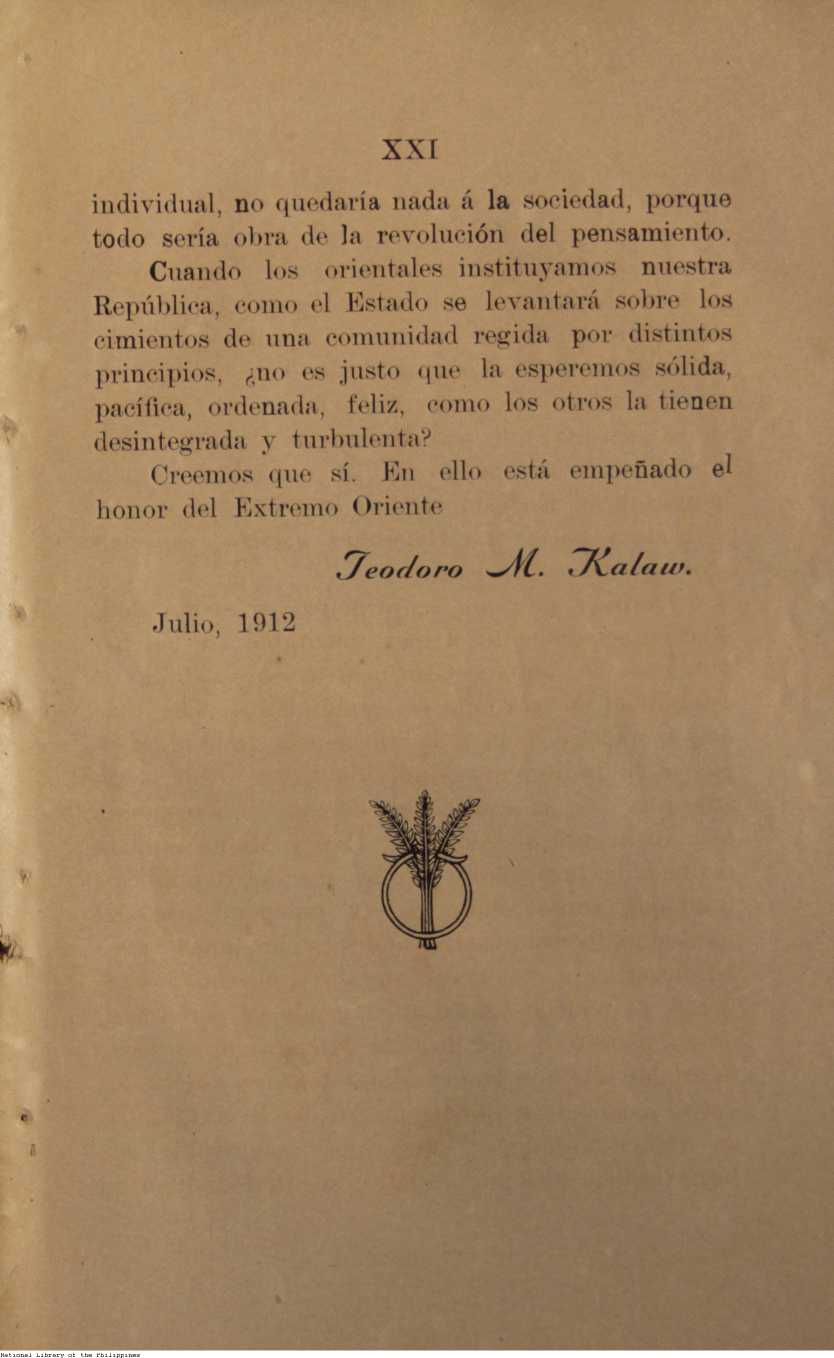 XXI
individual, no quedaría nada á la sociedad, porque
todo sería obra de la revolución del pensamiento.
Cuando los orientales instituyamos nuestra
República, como el Estado se levantará sobre los
cimientos de una comunidad regida por distintos
principios, ¿no es justo que la esperemos sólida,
pacífica, ordenada, feliz, como los otros la tienen
desintegrada y turbulenta?
Creemos que sí. En ello está empeñado el
honor del Extremo Oriente
Teodoro M. Kalaw.
Julio, 1912
National Library of the Philippines